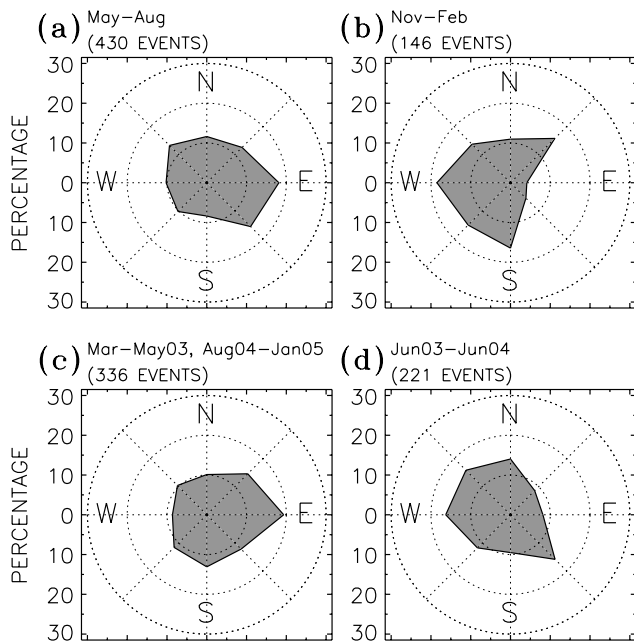 (a) May-Aug
(430 EVENTS)
(b) Nov-Feb
(146 EVENTS)
30
20
10
0
10
20
30
PERCENTAGE
N
W
E
S
30
20
10
0
10
20
30
N
W
E
S
(c) Mar-May03, Aug04-Jan05
(336 EVENTS)
(d) Jun03-Jun04
(221 EVENTS)
30
20
10
0
10
20
30
PERCENTAGE
N
W
E
S
30
20
10
0
10
20
30
N
W
E
S